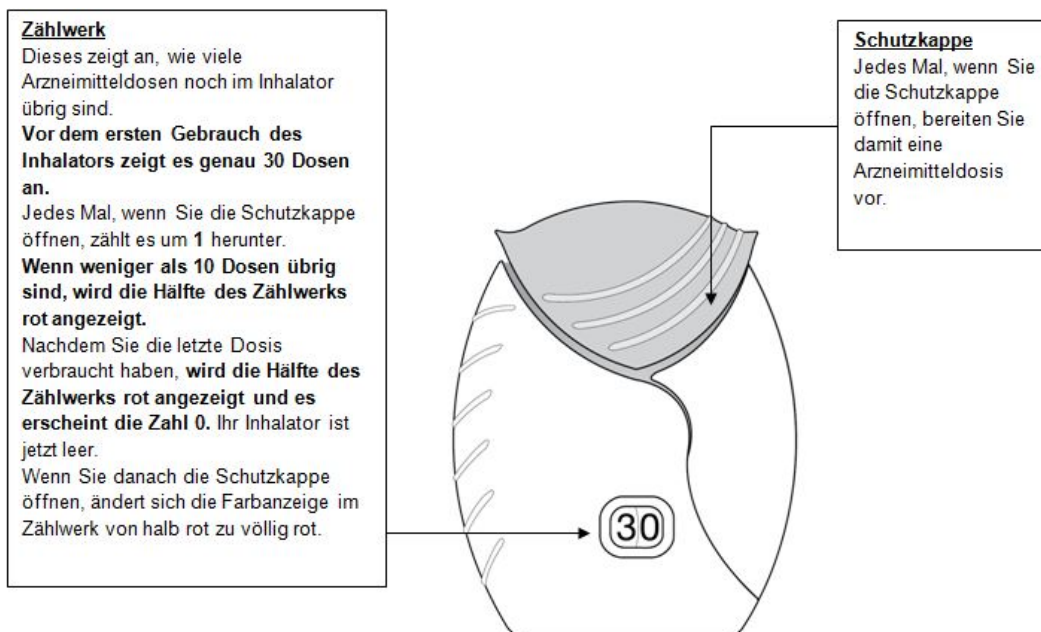 Zählwerk
Dieses zeigt an, wie viele
Arzneimitteldosen noch im Inhalator
übrig sind.
Vor dem ersten Gebrauch des
Inhalators zeigt es genau 30 Dosen
an.
Jedes Mal, wenn Sie die Schutzkappe
öffnen, zählt es um 1 herunter.
Wenn weniger als 10 Dosen übrig
sind, wird die Hälfte des Zählwerks
rot angezeigt.
Nachdem Sie die letzte Dosis
verbraucht haben, wird die Hälfte des
Zählwerks rot angezeigt und es
erscheint die Zahl 0. Ihr Inhalator ist
jetzt leer.
Wenn Sie danach die Schutzkappe
öffnen, ändert sich die Farbanzeige im
Zählwerk von halb rot zu völlig rot.
Schutzkappe
Jedes Mal, wenn Sie
die Schutzkappe
öffnen, bereiten Sie
damit eine
Arzneimitteldosis
vor.
30